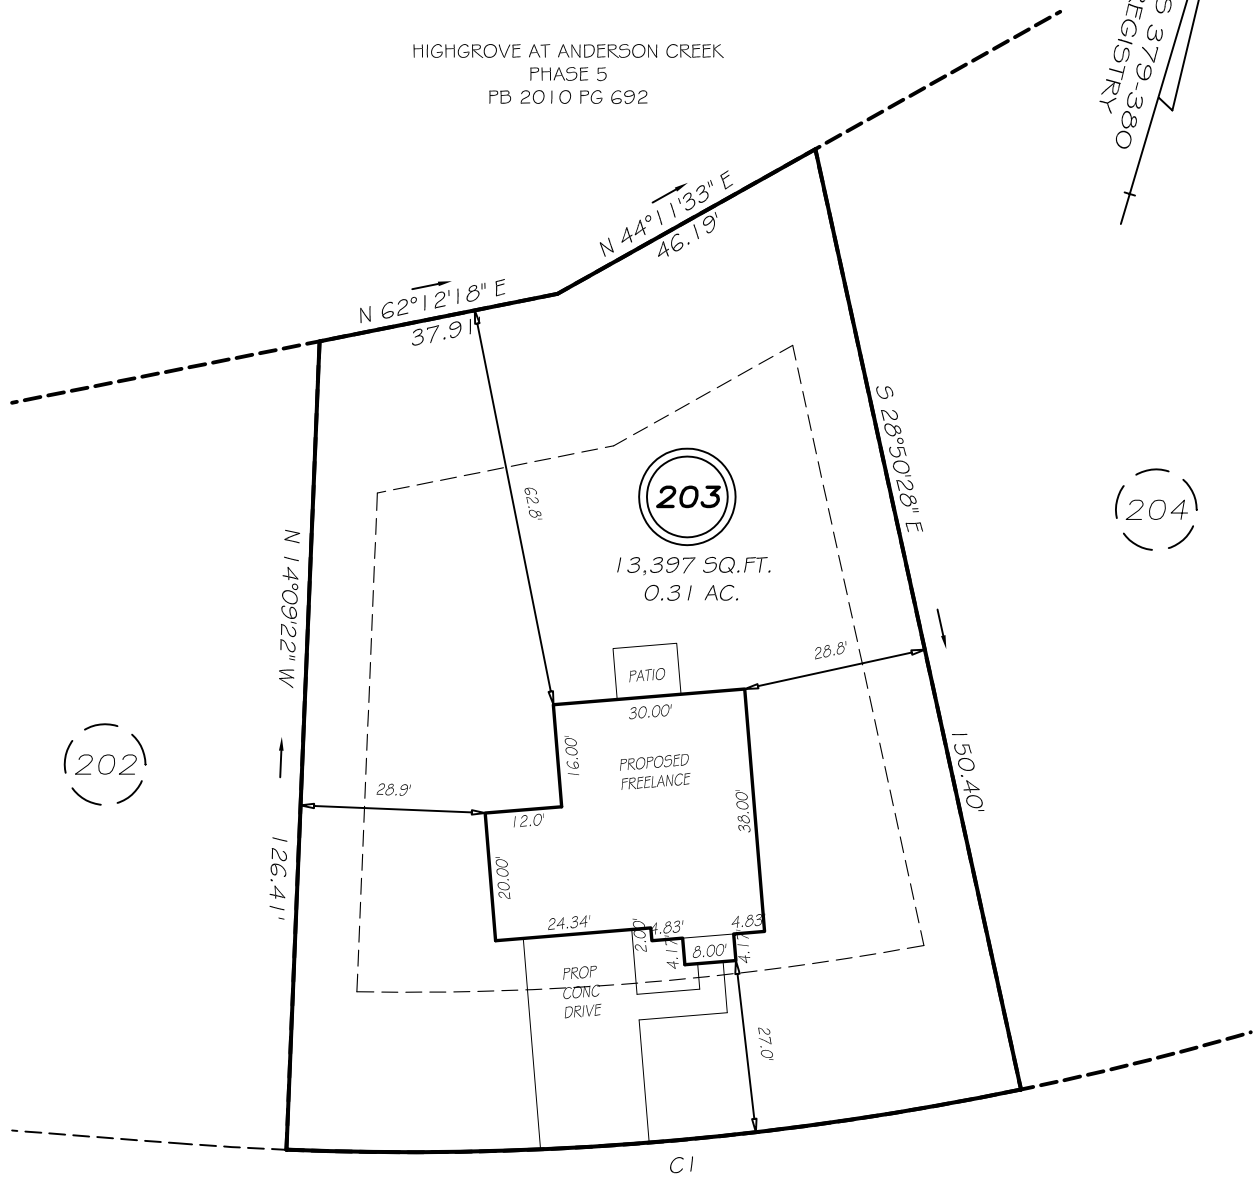 HIGHGROVE AT ANDERSON CREEK
PHASE 5
PB 2010 PG 692
S 379-380
REGISTRY
N 44°11'33" E
46.19'
N 62°12'18" E
37.91'
S 28°50'28" E
150.40'
N 14°09'22" W
126.41'
62.8'
203
13,397 SQ.FT.
0.31 AC.
204
202
28.8'
PATIO
30.00'
16.00'
PROPOSED
FREELANCE
28.9'
12.0'
38.00'
20.00'
24.34'
2.00'
4.83'
4.17'
8.00'
4.83'
4.17'
PROP
CONC
DRIVE
27.0'
C1